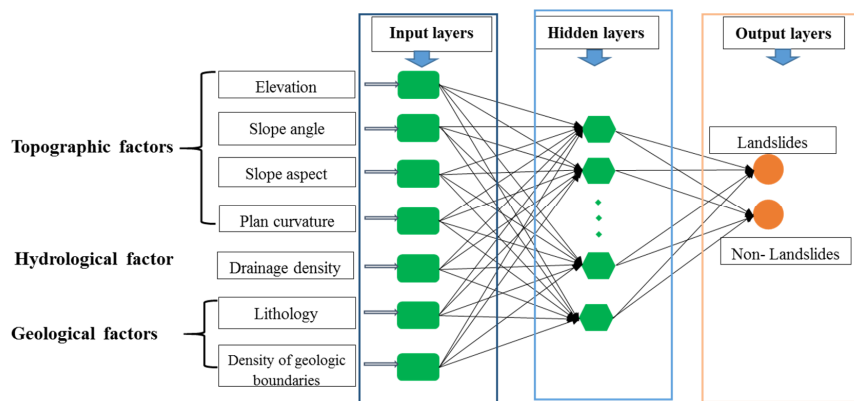 Input layers
Hidden layers
Output layers
Topographic factors
Elevation
Slope angle
Slope aspect
Plan curvature
Hydrological factor
Drainage density
Geological factors
Lithology
Density of geologic
boundaries
Landslides
Non- Landslides